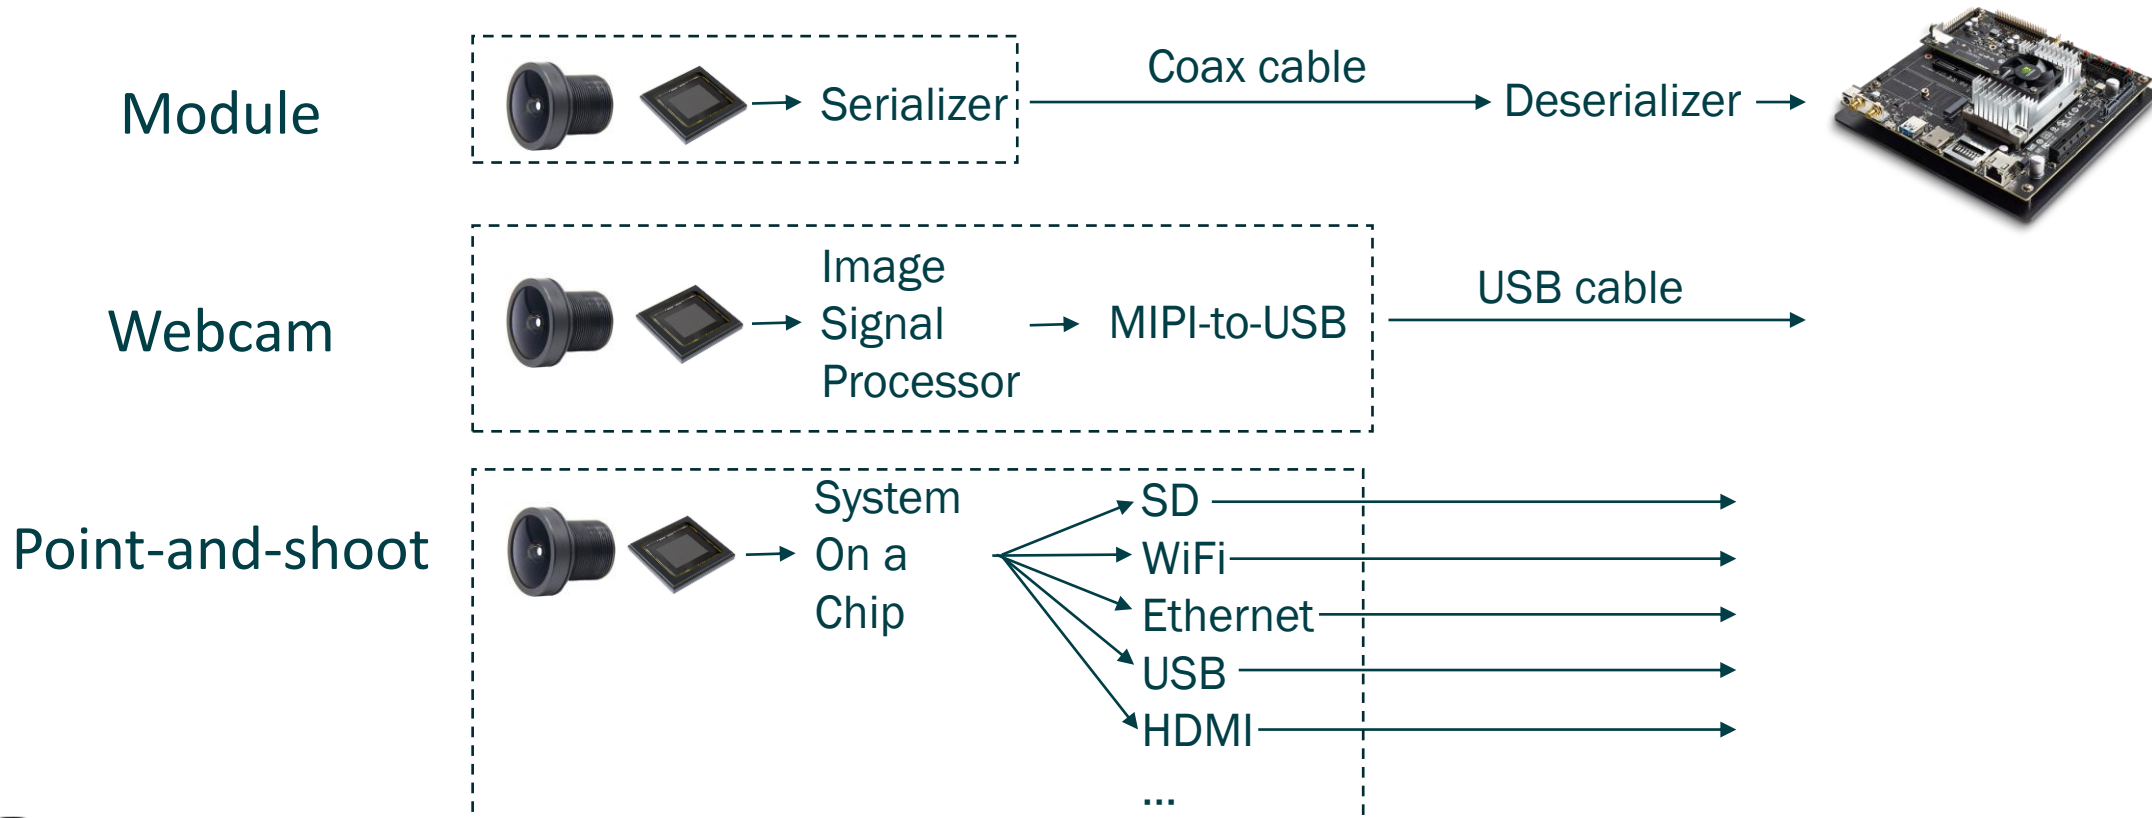 Module
Serializer
Coax cable
Deserializer
Webcam
Image
Signal
Processor
MIPI-to-USB
USB cable
Point-and-shoot
System
On a
Chip
SD
WiFi
Ethernet
USB
HDMI
...